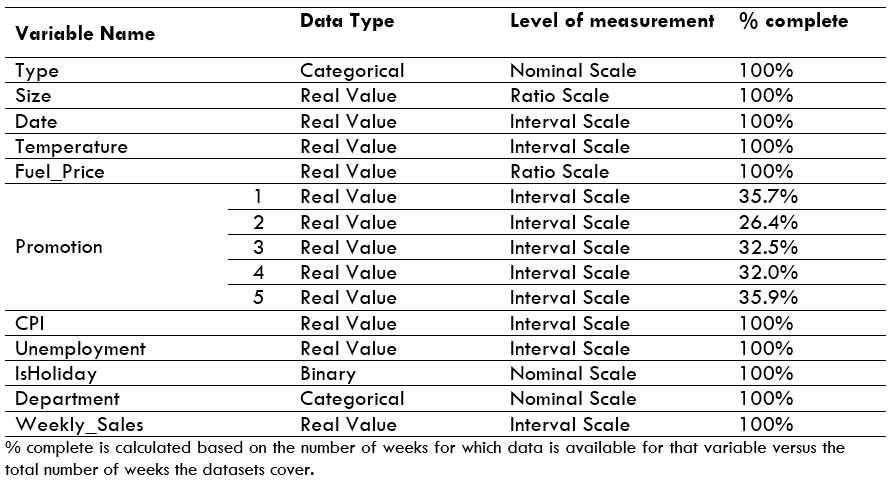 Variable Name Data Type Level of measurement % complete
Type Categorical Nominal Scale 100%
Size Real Value Ratio Scale 100%
Date Real Value Interval Scale 100%
Temperature Real Value Interval Scale 100%
Fuel_Price Real Value Ratio Scale 100%
Promotion 1 Real Value Interval Scale 35.7%
2 Real Value Interval Scale 26.4%
3 Real Value Interval Scale 32.5%
4 Real Value Interval Scale 32.0%
5 Real Value Interval Scale 35.9%
CPI Real Value Interval Scale 100%
Unemployment Real Value Interval Scale 100%
IsHoliday Binary Nominal Scale 100%
Department Categorical Nominal Scale 100%
Weekly_Sales Real Value Interval Scale 100%
% complete is calculated based on the number of weeks for which data is available for that variable versus the
total number of weeks the datasets cover.